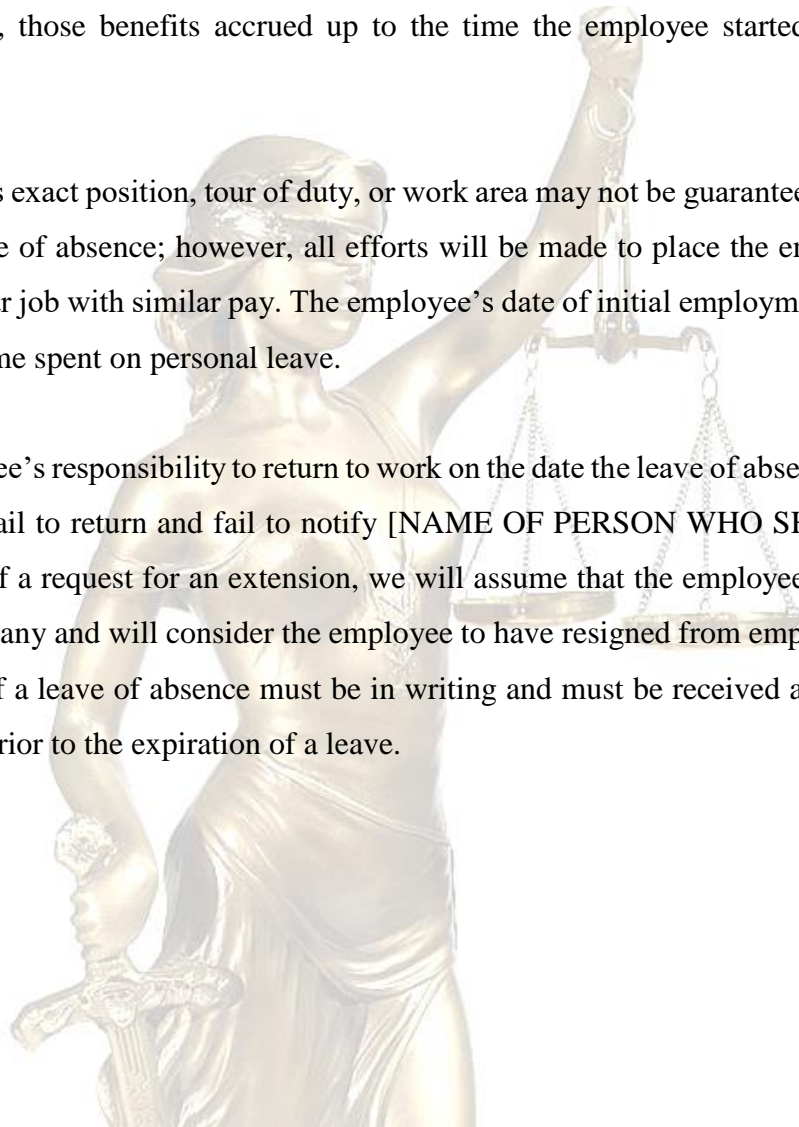 , those benefits accrued up to the time the employee started
s exact position, tour of duty, or work area may not be guarantee
e of absence; however, all efforts will be made to place the e
r job with similar pay. The employee’s date of initial employm
me spent on personal leave.
ee’s responsibility to return to work on the date the leave of abse
ail to return and fail to notify [NAME OF PERSON WHO S
f a request for an extension, we will assume that the employee
any and will consider the employee to have resigned from emp
f a leave of absence must be in writing and must be received a
rior to the expiration of a leave.